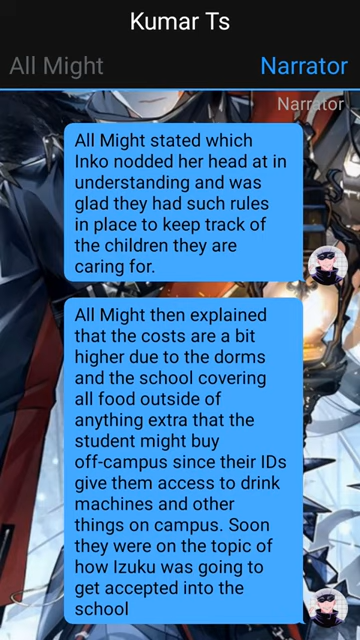 Kumar Ts
All Might
Narrator
Narrator
All Might stated which
Inko nodded her head at in
understanding and was
glad they had such rules
in place to keep track of
the children they are
caring for.
All Might then explained
that the costs are a bit
higher due to the dorms
and the school covering
all food outside of
anything extra that the
student might buy
off-campus since their IDs
give them access to drink
machines and other
things on campus. Soon
they were on the topic of
how Izuku was going to
get accepted into the
school